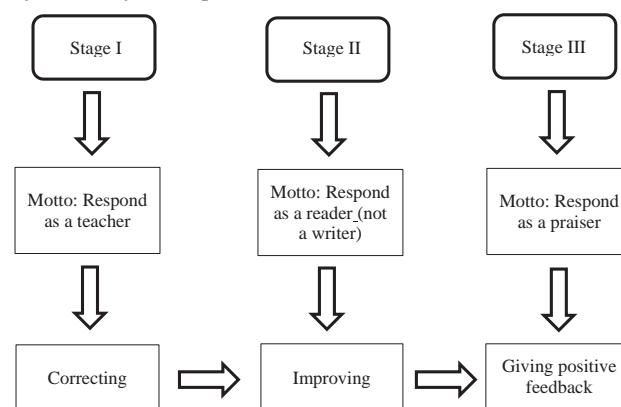 Stage I
Stage II
Stage III
Motto: Respond
as a teacher
Motto: Respond
as a reader (not
a writer)
Motto: Respond
as a praiser
Correcting
Improving
Giving positive
feedback